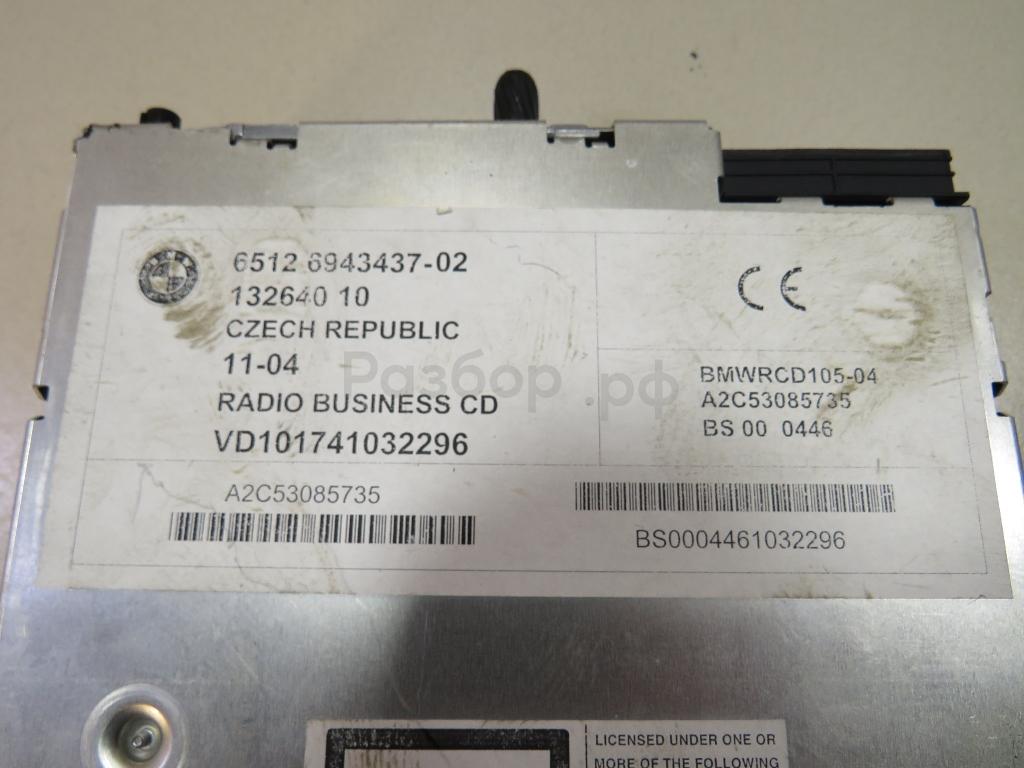 6512 6943437-02
132640 10
CZECH REPUBLIC
11-04
RADIO BUSINESS CD
VD101741032296
BMWRCD105-04
A2C53085735
BS 00 0446
Разбор.рф
A2C53085735
BS0004461032296
LICENSED UNDER ONE OR
MORE OF THE FOLLOWING